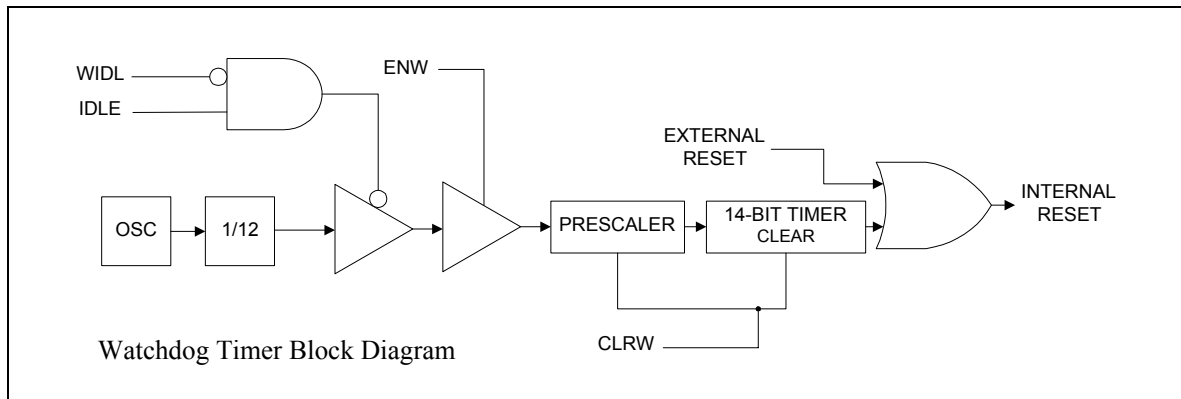 WIDL
IDLE
ENW
EXTERNAL
RESET
OSC
1/12
PRESCALER
14-BIT TIMER
CLEAR
INTERNAL
RESET
CLRW
Watchdog Timer Block Diagram